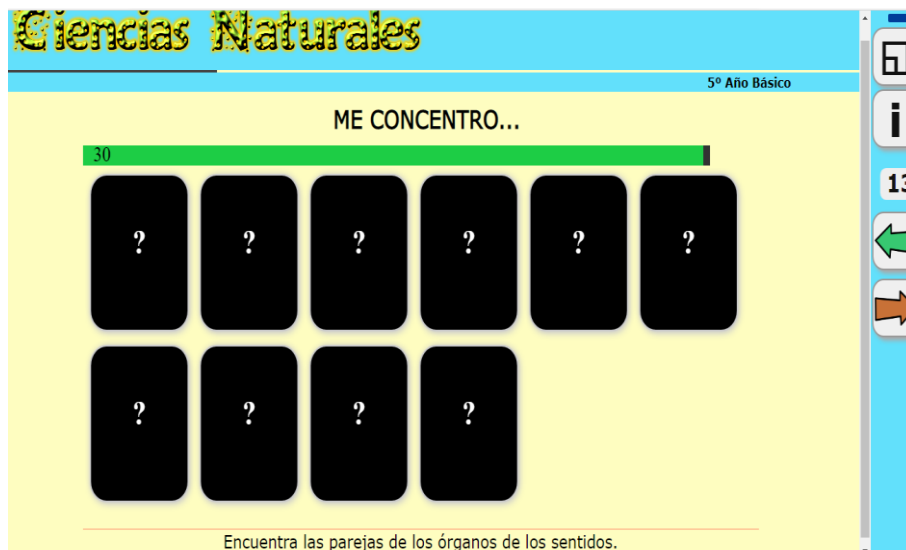 Ciencias Naturales
5º Año Básico
ME CONCENTRO...
30
? ? ? ? ? ?
? ? ? ?
Encuentra las parejas de los órganos de los sentidos.
i